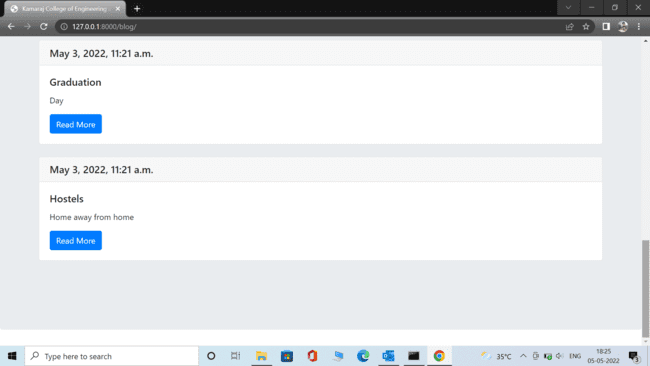 Kamaraj College of Engineering
127.0.0.1:8000/blog/
May 3, 2022, 11:21 a.m.
Graduation
Day
Read More
May 3, 2022, 11:21 a.m.
Hostels
Home away from home
Read More
Type here to search
35°C
ENG
18:25
05-05-2022
3